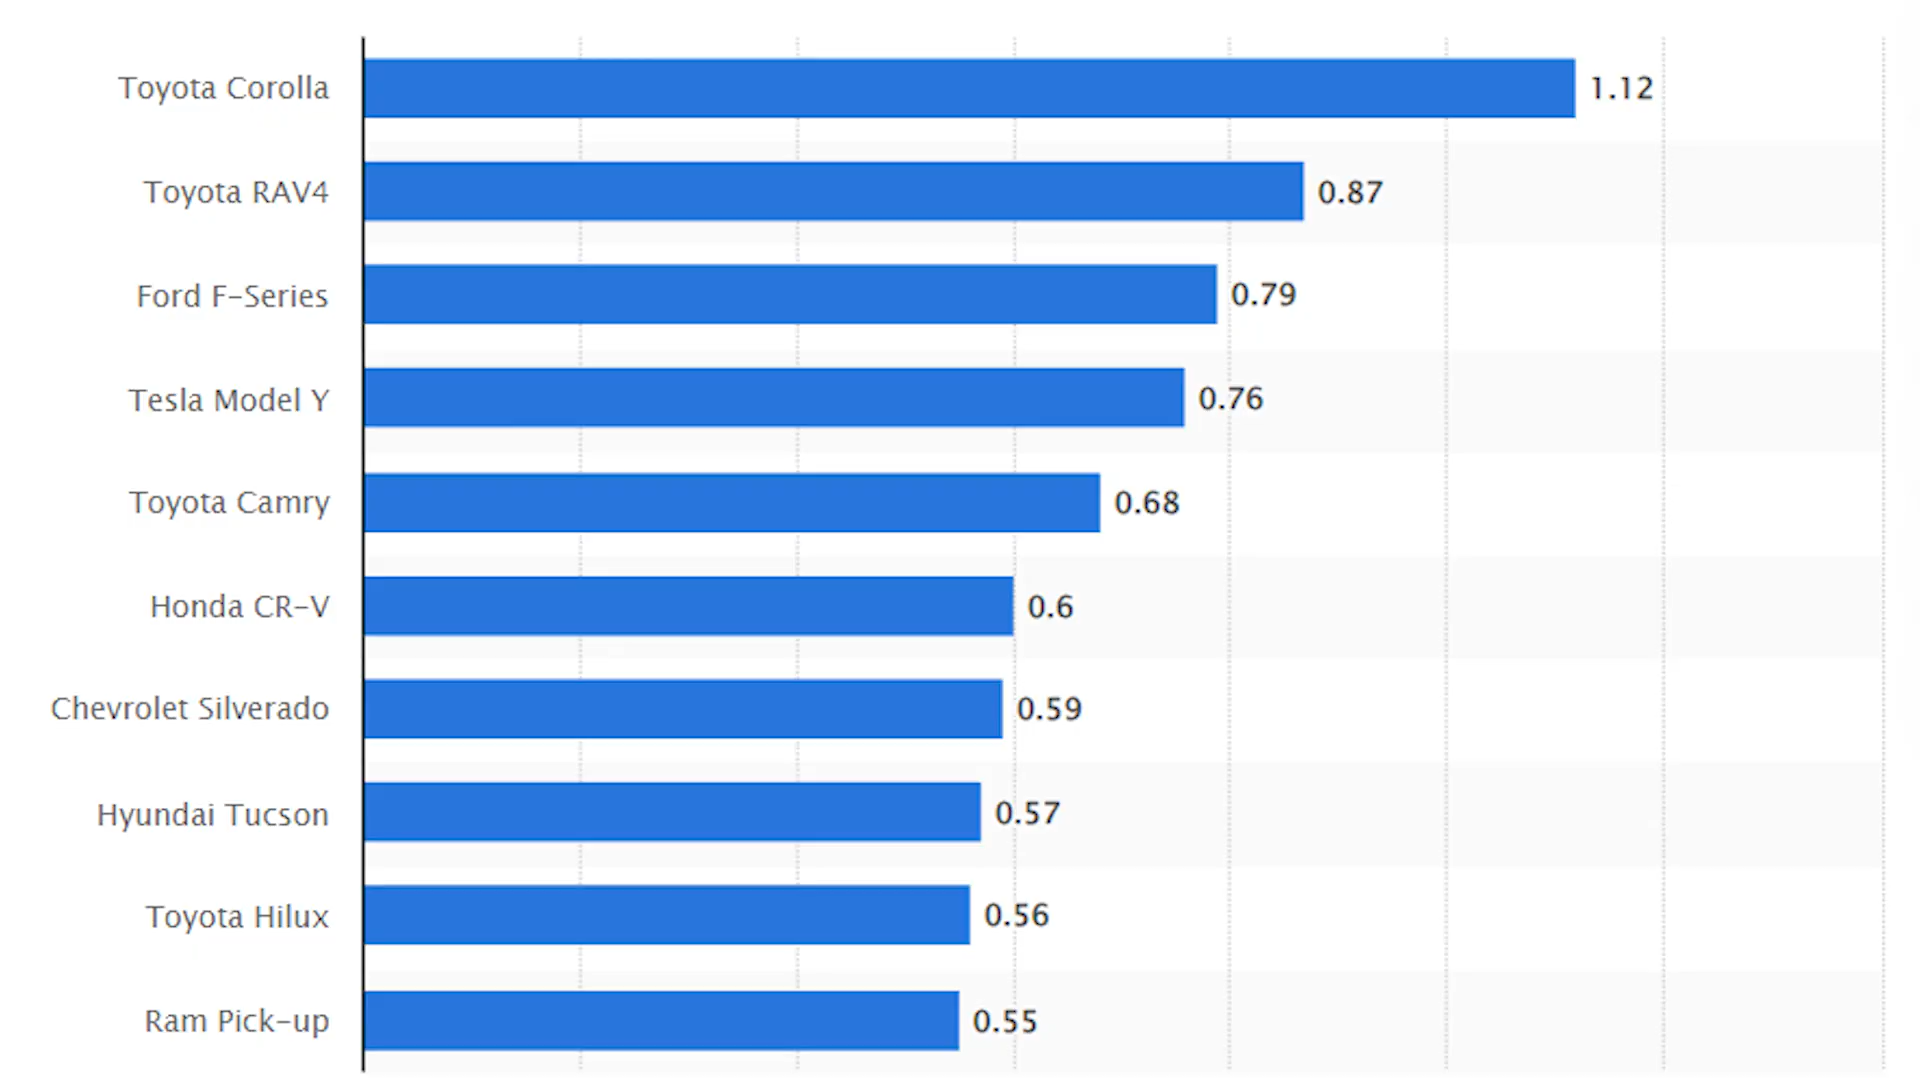 Toyota Corolla 1.12
Toyota RAV4 0.87
Ford F-Series 0.79
Tesla Model Y 0.76
Toyota Camry 0.68
Honda CR-V 0.6
Chevrolet Silverado 0.59
Hyundai Tucson 0.57
Toyota Hilux 0.56
Ram Pick-up 0.55